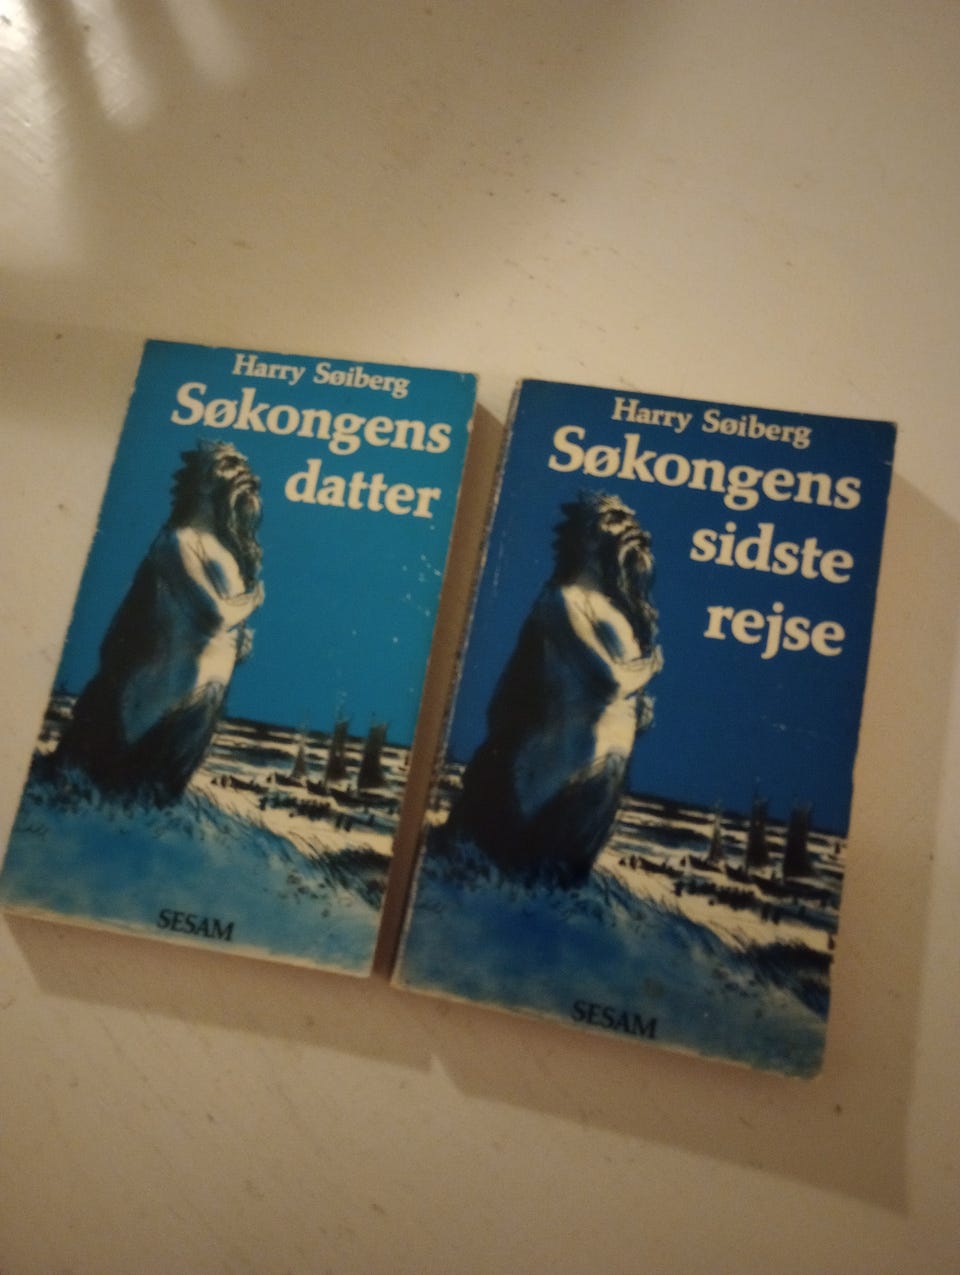 Harry Søiberg
Søkongens
datter
SESAM
Harry Søiberg
Søkongens
sidste
rejse
SESAM